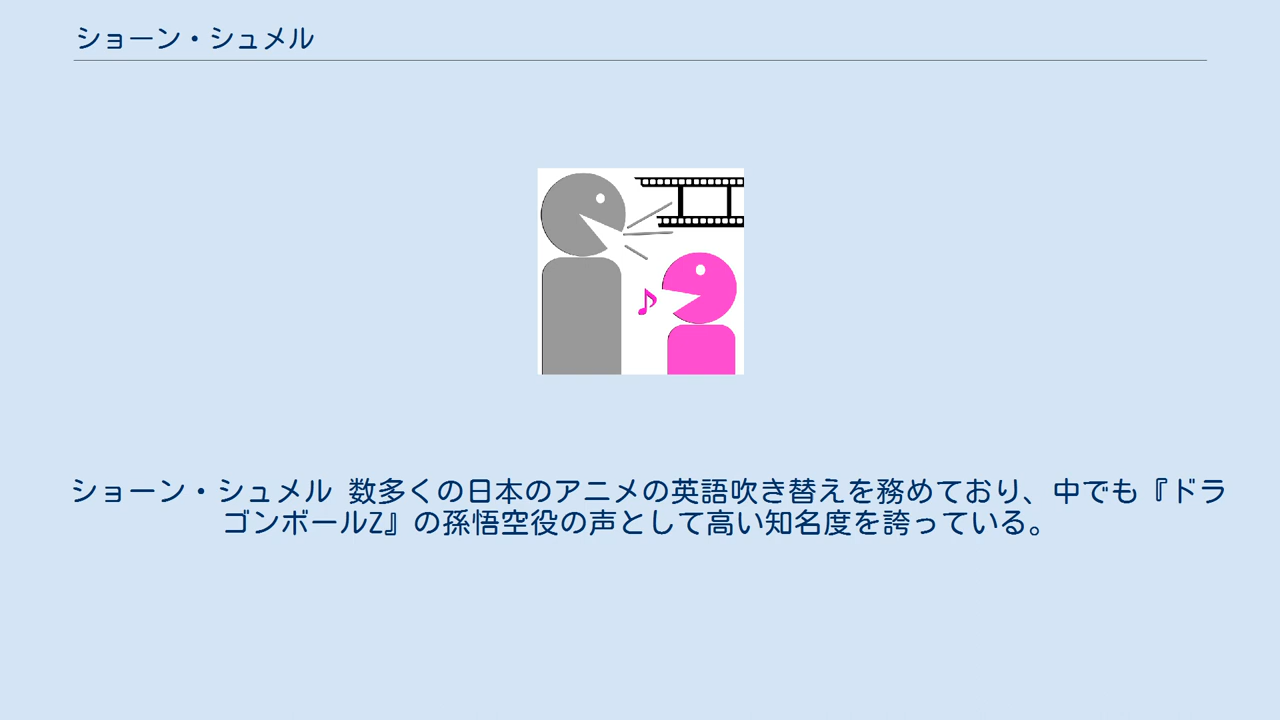 ショーン・シュメル
ショーン・シュメル 数多くの日本のアニメの英語吹き替えを務めており、中でも『ドラ
ゴンボールZ』の孫悟空役の声として高い知名度を誇っている。